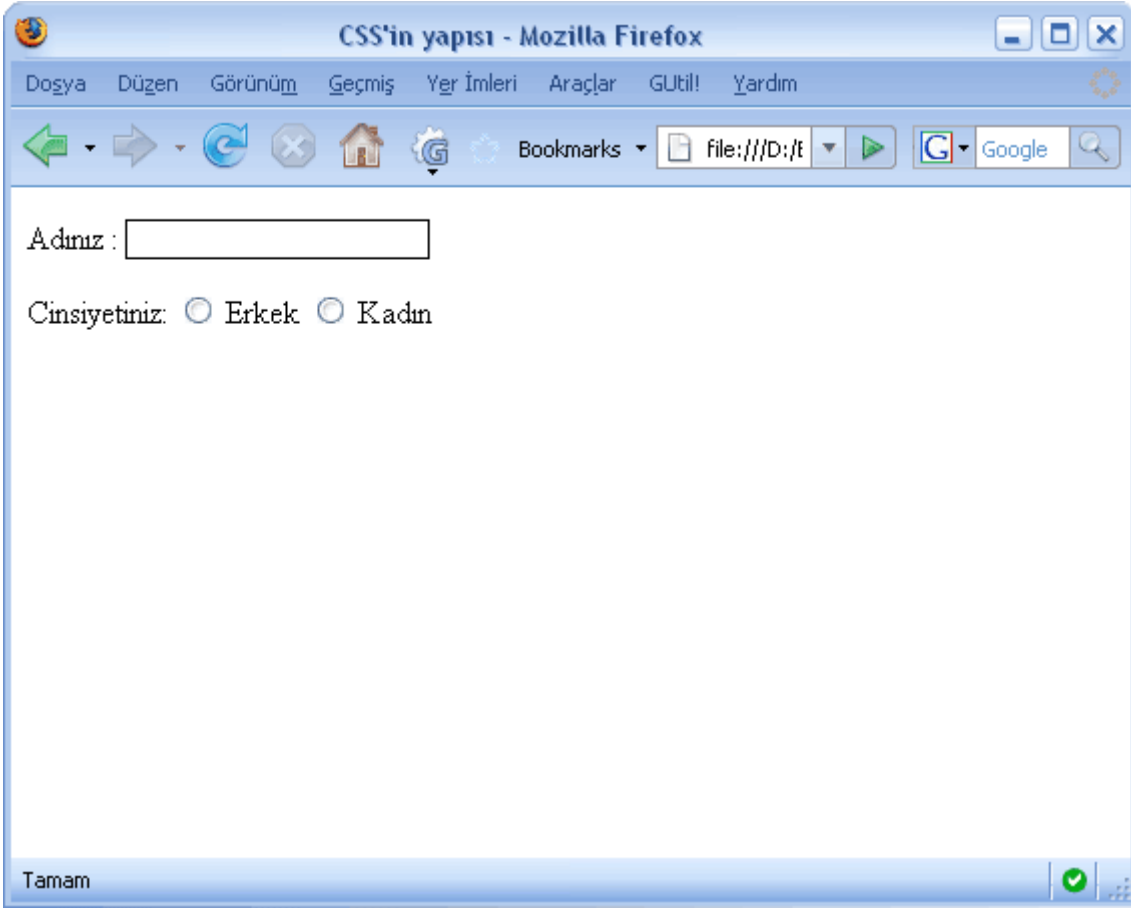 CSS'in yapısı - Mozilla Firefox
Dosya Düzen Görünüm Geçmiş Yer İmleri Araçlar GUtil! Yardım
Bookmarks file:///D:/E G Google
Adınız :
Cinsiyetiniz: Erkek Kadın
Tamam